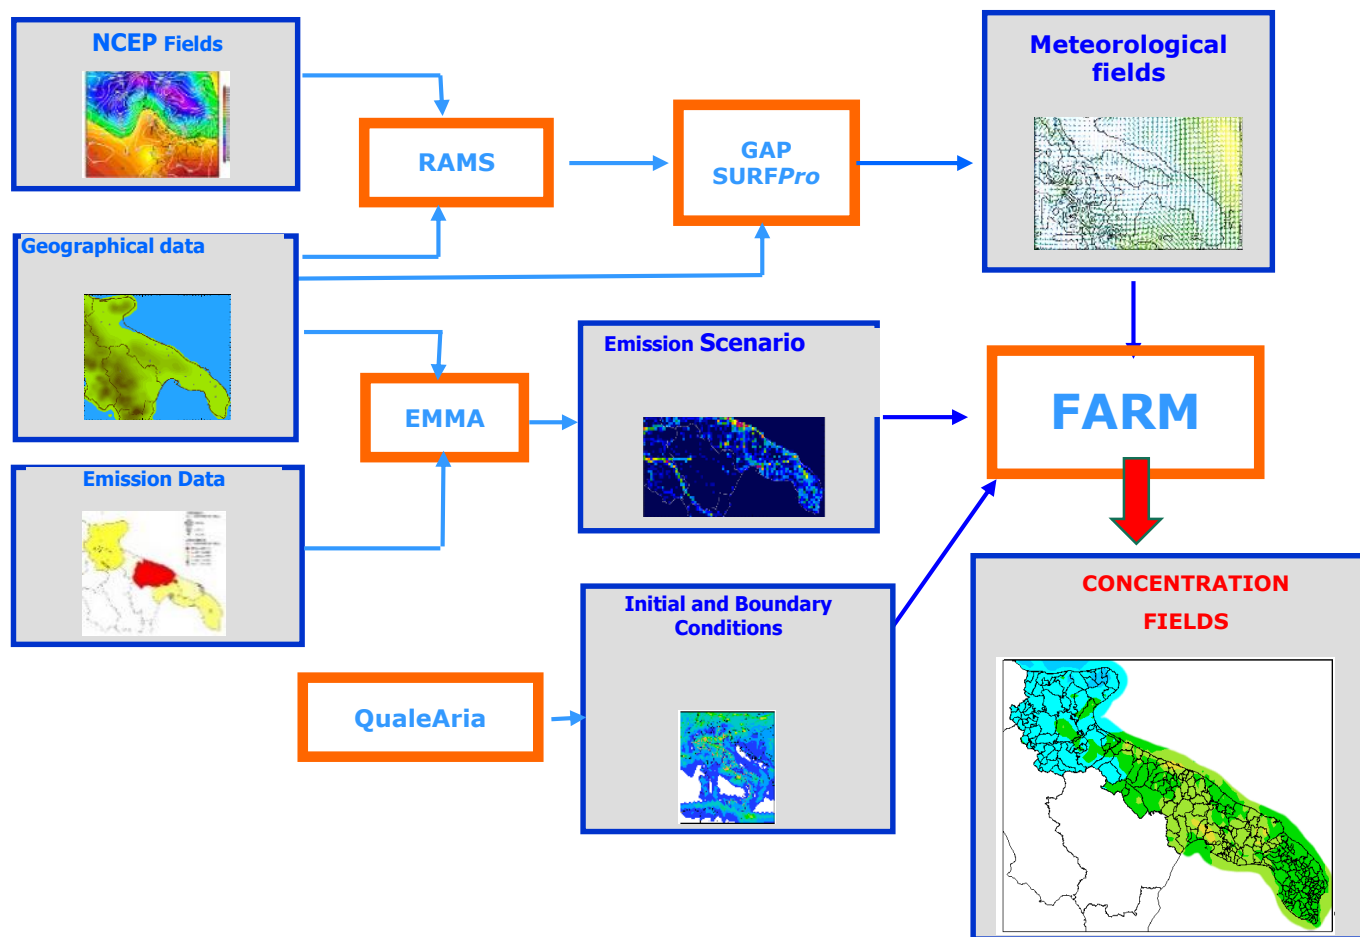 NCEP Fields
RAMS
GAP
SURFPro
Meteorological
fields
Geographical data
EMMA
Emission Scenario
FARM
Emission Data
Initial and Boundary
Conditions
QualeAria
CONCENTRATION
FIELDS